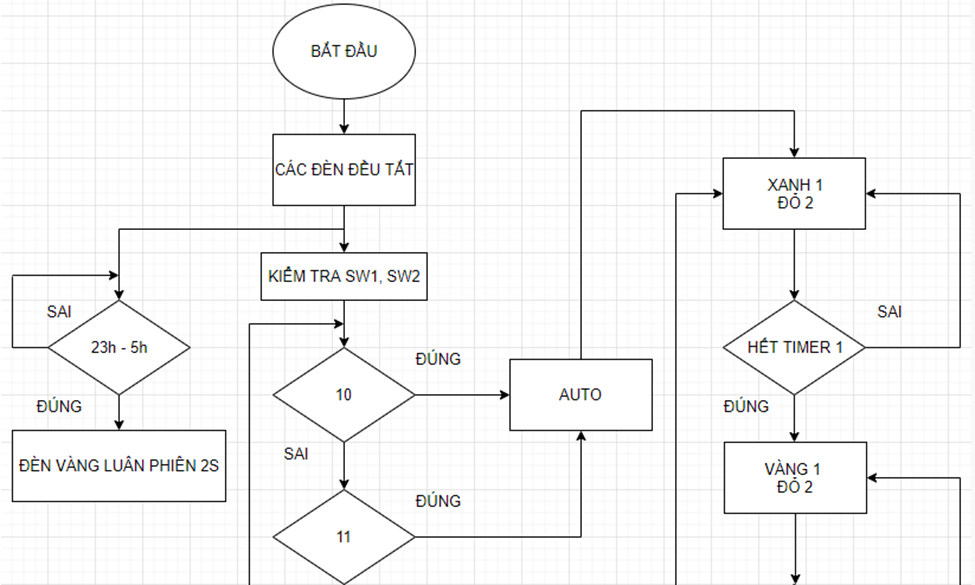 BẮT ĐẦU
CÁC ĐÈN ĐỀU TẮT
KIỂM TRA SW1, SW2
SAI
23h - 5h
ĐÚNG
ĐÈN VÀNG LUÂN PHIÊN 2S
10
ĐÚNG
SAI
11
ĐÚNG
AUTO
XANH 1
ĐỎ 2
HẾT TIMER 1
SAI
ĐÚNG
VÀNG 1
ĐỎ 2